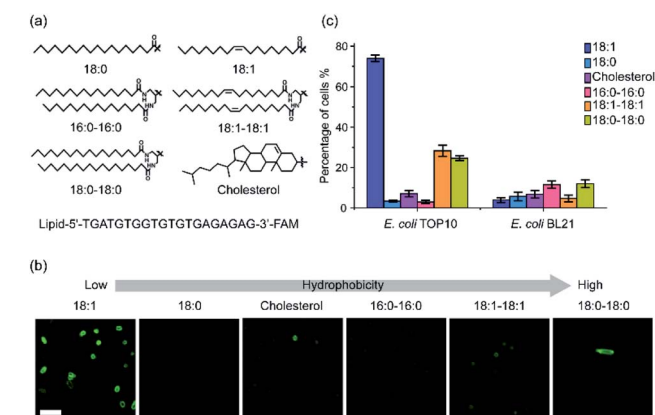 (a)
18:0
18:1
16:0-16:0
18:1-18:1
18:0-18:0
Cholesterol
Lipid-5'-TGATGTGGTGTGTGAGAGAG-3'-FAM
(c)
Percentage of cells %
80
60
40
20
0
E. coli TOP10
E. coli BL21
18:1
18:0
Cholesterol
16:0-16:0
18:1-18:1
18:0-18:0
(b)
Low Hydrophobicity High
18:1 18:0 Cholesterol 16:0-16:0 18:1-18:1 18:0-18:0